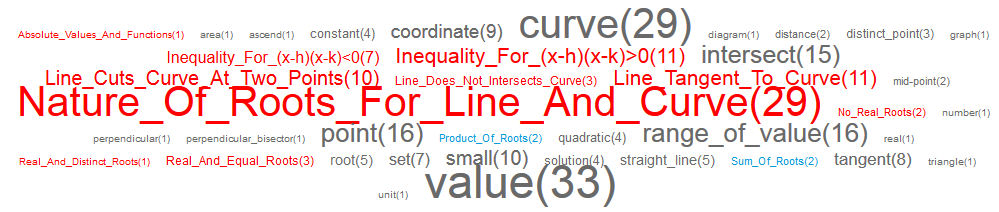 Absolute_Values_And_Functions(1) area(1) ascend(1) constant(4) coordinate(9) curve(29) diagram(1) distance(2) distinct_point(3) graph(1)
Inequality_For_(x-h)(x-k)<0(7) Inequality_For_(x-h)(x-k)>0(11) intersect(15)
Line_Cuts_Curve_At_Two_Points(10) Line_Does_Not_Intersects_Curve(3) Line_Tangent_To_Curve(11) mid-point(2)
Nature_Of_Roots_For_Line_And_Curve(29) No_Real_Roots(2) number(1)
perpendicular(1) perpendicular_bisector(1) point(16) Product_Of_Roots(2) quadratic(4) range_of_value(16) real(1)
Real_And_Distinct_Roots(1) Real_And_Equal_Roots(3) root(5) set(7) small(10) solution(4) straight_line(5) Sum_Of_Roots(2) tangent(8) triangle(1)
unit(1) value(33)